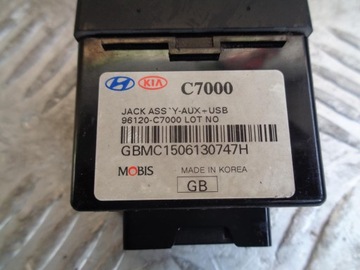 KIA C7000
JACK ASS`Y-AUX+USB
96120-C7000 LOT NO
GBMC1506130747H
MOBIS MADE IN KOREA
GB